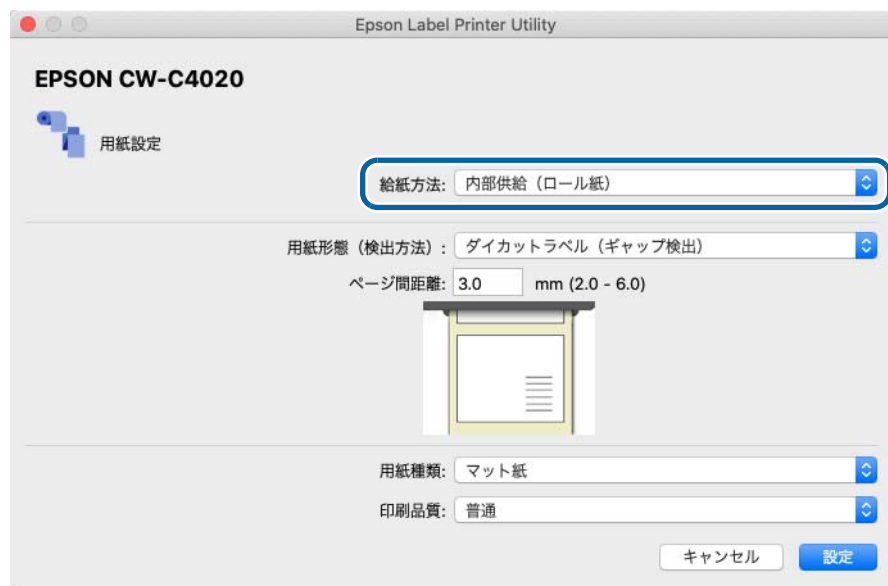 Epson Label Printer Utility
EPSON CW-C4020
用紙設定
給紙方法: 内部供給（ロール紙）
用紙形態（検出方法）: ダイカットラベル（ギャップ検出）
ページ間距離: 3.0 mm (2.0 - 6.0)
用紙種類: マット紙
印刷品質: 普通
キャンセル 設定